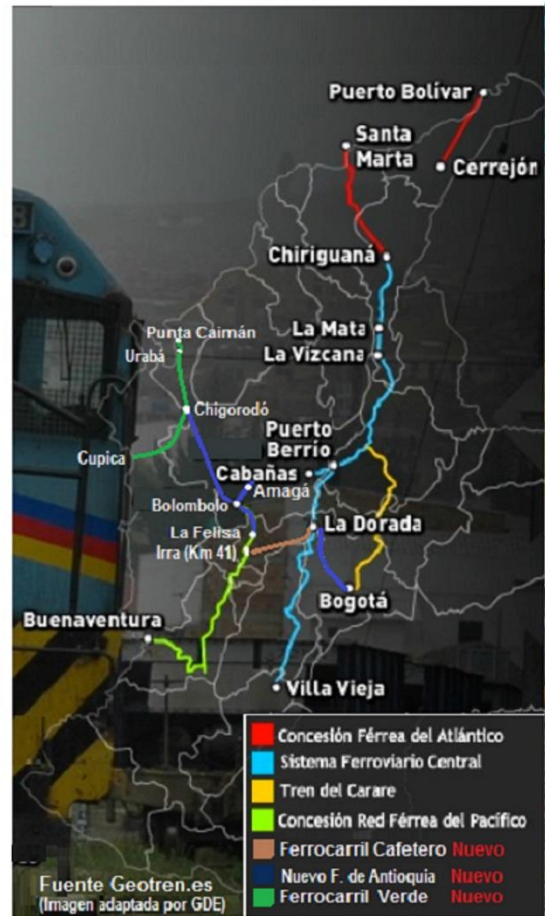 Puerto Bolívar
Santa
Marta
Cerrejón
Chiriguaná
La Mata
La Vizcana
Punta Caimán
Urabá
Chigorodó
Cupica
Puerto
Berrío
Cabañas
Amagá
Bolombolo
La Felisa
Irra (Km 41)
La Dorada
Bogotá
Buenaventura
Villa Vieja
Concesión Férrea del Atlántico
Sistema Ferroviario Central
Tren del Carare
Concesión Red Férrea del Pacífico
Ferrocarril Cafetero Nuevo
Nuevo F. de Antioquia Nuevo
Ferrocarril Verde Nuevo
Fuente Geotren.es
(Imagen adaptada por GDE)